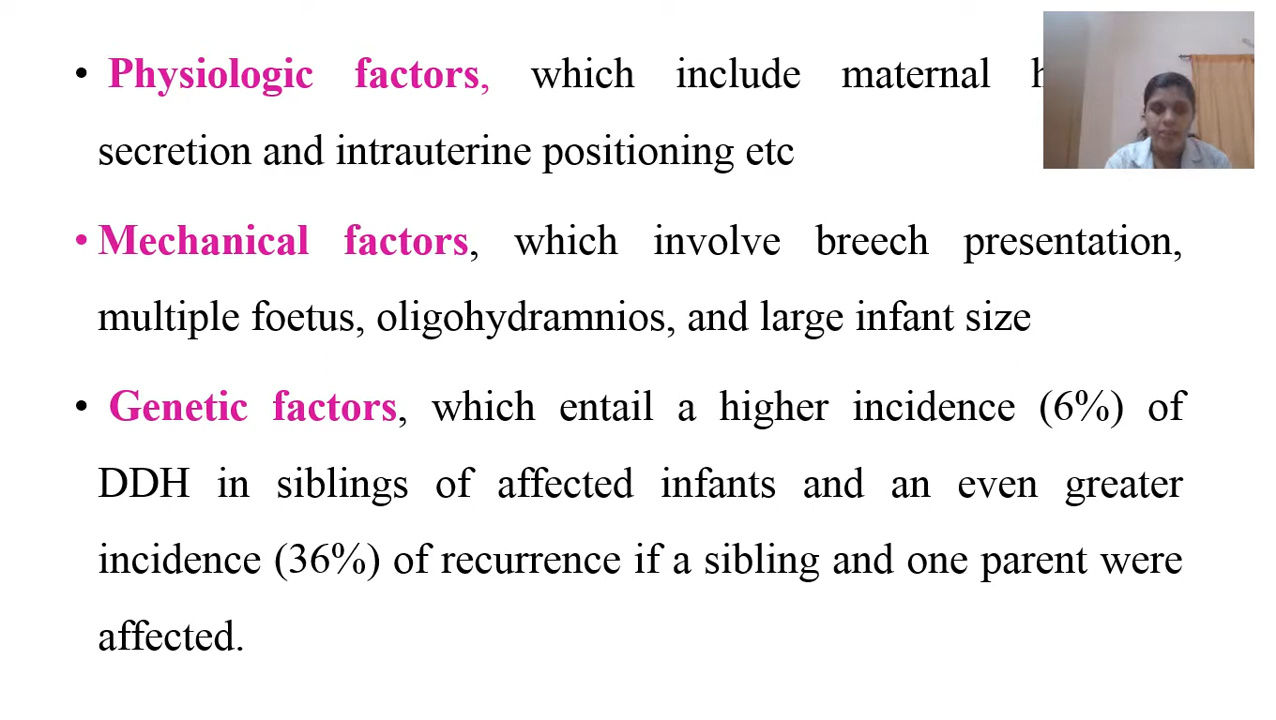 • Physiologic factors, which include maternal
secretion and intrauterine positioning etc
• Mechanical factors, which involve breech presentation,
multiple foetus, oligohydramnios, and large infant size
• Genetic factors, which entail a higher incidence (6%) of
DDH in siblings of affected infants and an even greater
incidence (36%) of recurrence if a sibling and one parent were
affected.